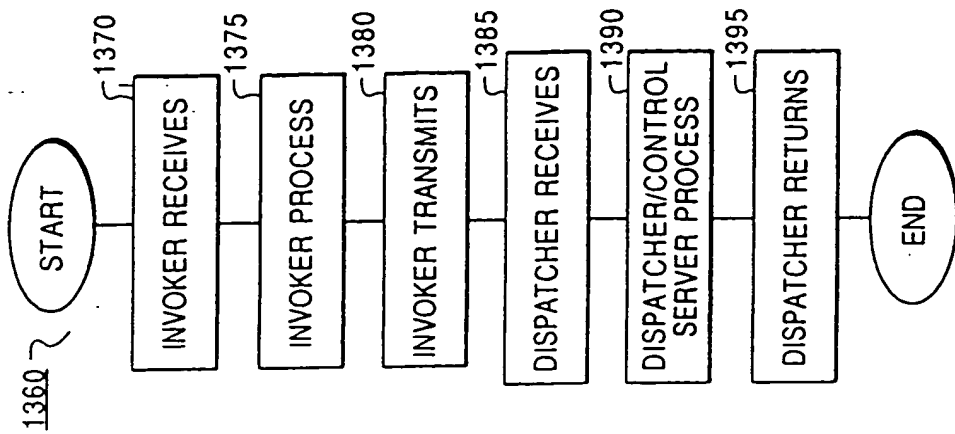 1360
START
1370
INVOKER RECEIVES
1375
INVOKER PROCESS
1380
INVOKER TRANSMITS
1385
DISPATCHER RECEIVES
1390
DISPATCHER/CONTROL
SERVER PROCESS
1395
DISPATCHER RETURNS
END